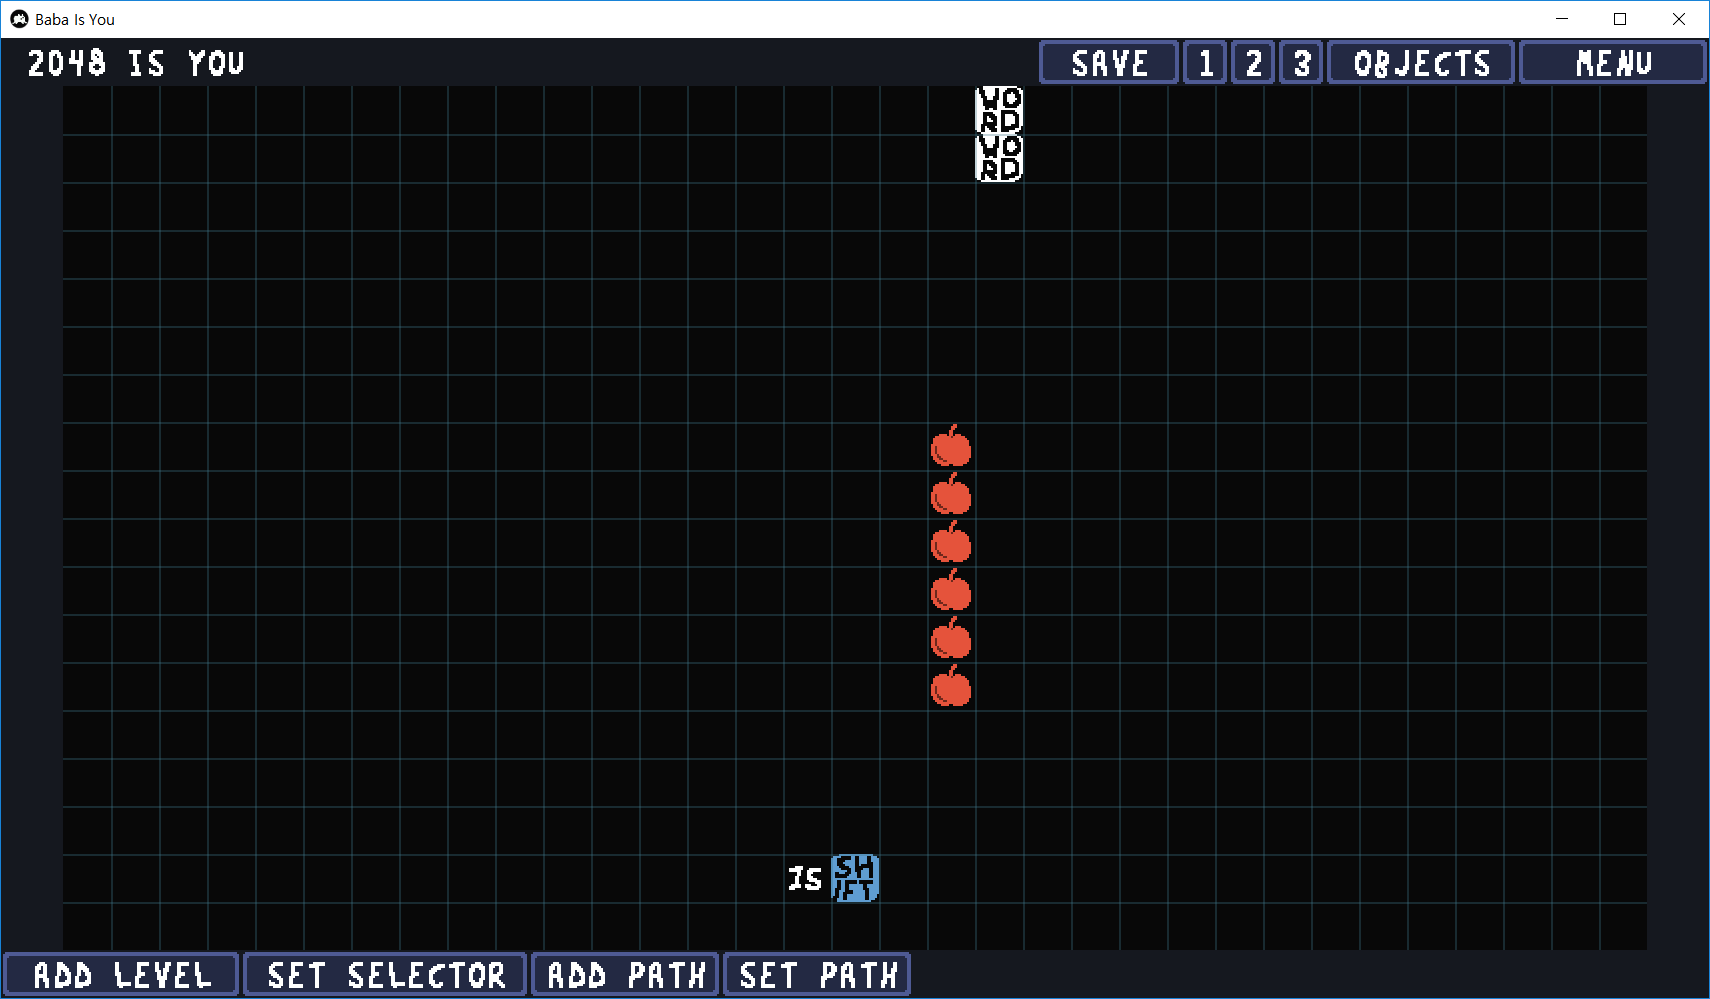 Baba Is You
2048 IS YOU
SAVE 1 2 3 OBJECTS MENU
WO
RD
WO
RD
IS SH
IFT
ADD LEVEL SET SELECTOR ADD PATH SET PATH